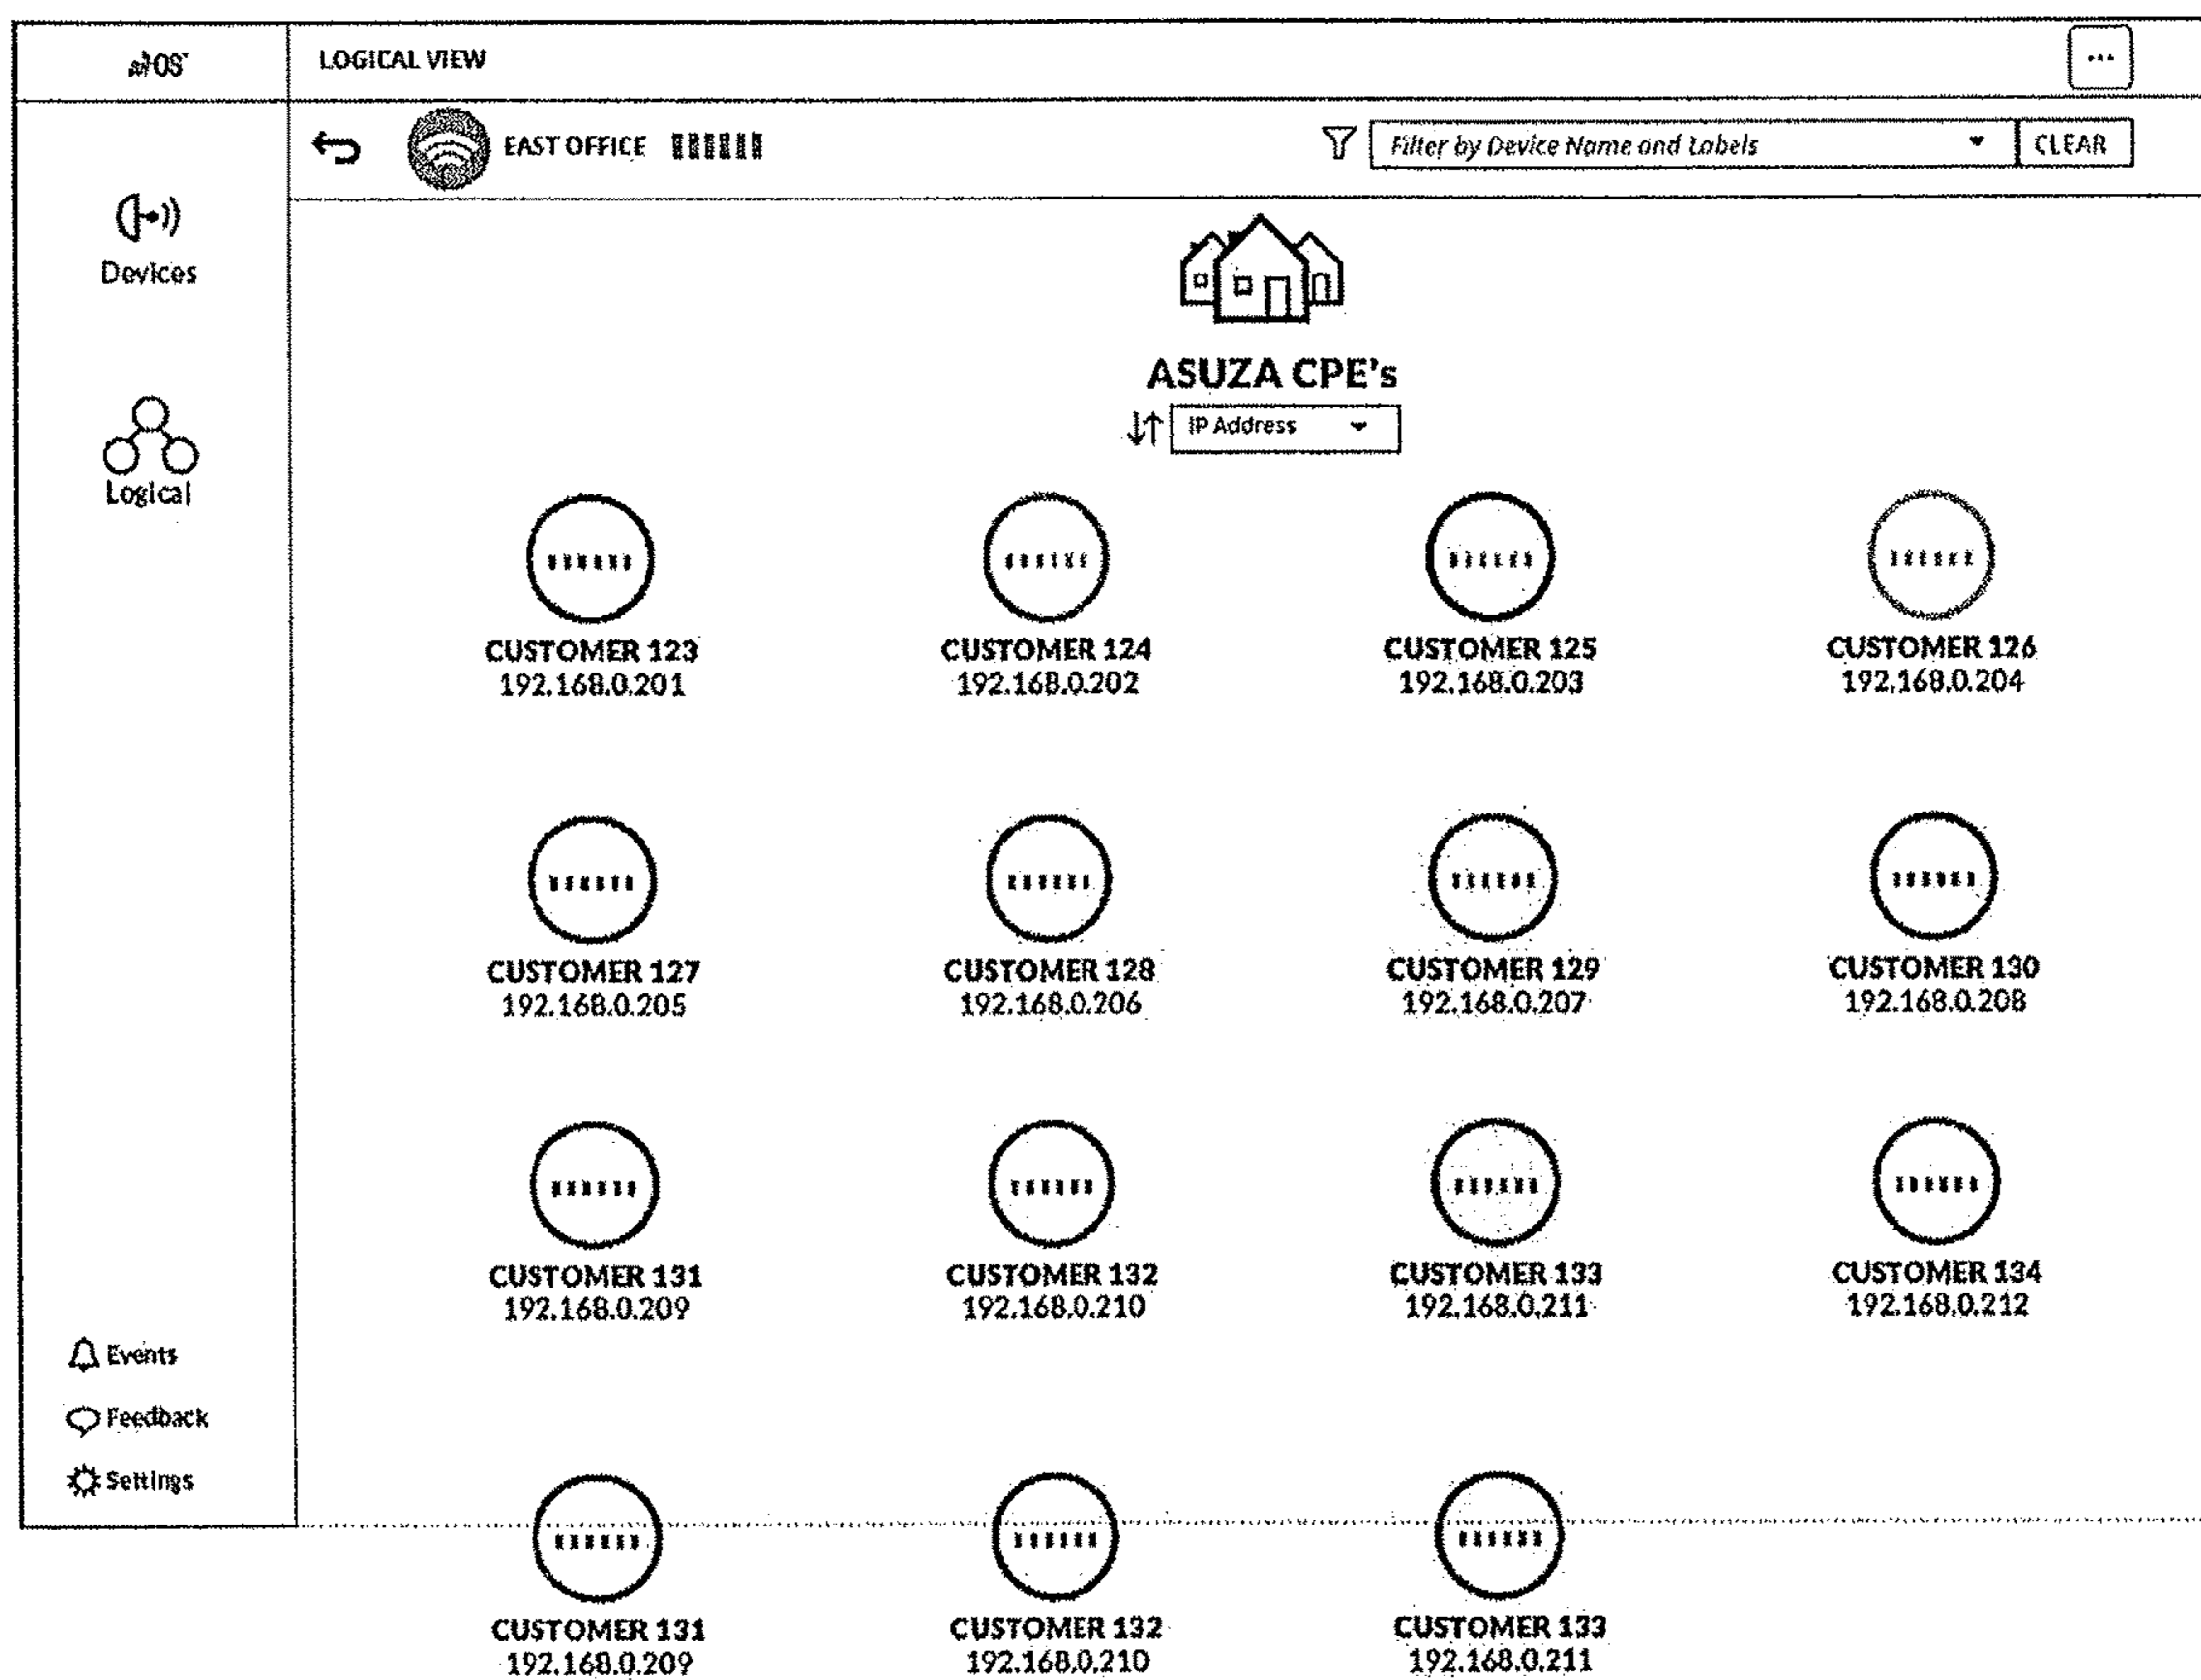 airOS
LOGICAL VIEW
EAST OFFICE
Filter by Device Name and Labels
CLEAR
Devices
Logical
ASUZA CPE's
IP Address
CUSTOMER 123
192.168.0.201
CUSTOMER 124
192.168.0.202
CUSTOMER 125
192.168.0.203
CUSTOMER 126
192.168.0.204
CUSTOMER 127
192.168.0.205
CUSTOMER 128
192.168.0.206
CUSTOMER 129
192.168.0.207
CUSTOMER 130
192.168.0.208
CUSTOMER 131
192.168.0.209
CUSTOMER 132
192.168.0.210
CUSTOMER 133
192.168.0.211
CUSTOMER 134
192.168.0.212
Events
Feedback
Settings
CUSTOMER 131
192.168.0.209
CUSTOMER 132
192.168.0.210
CUSTOMER 133
192.168.0.211